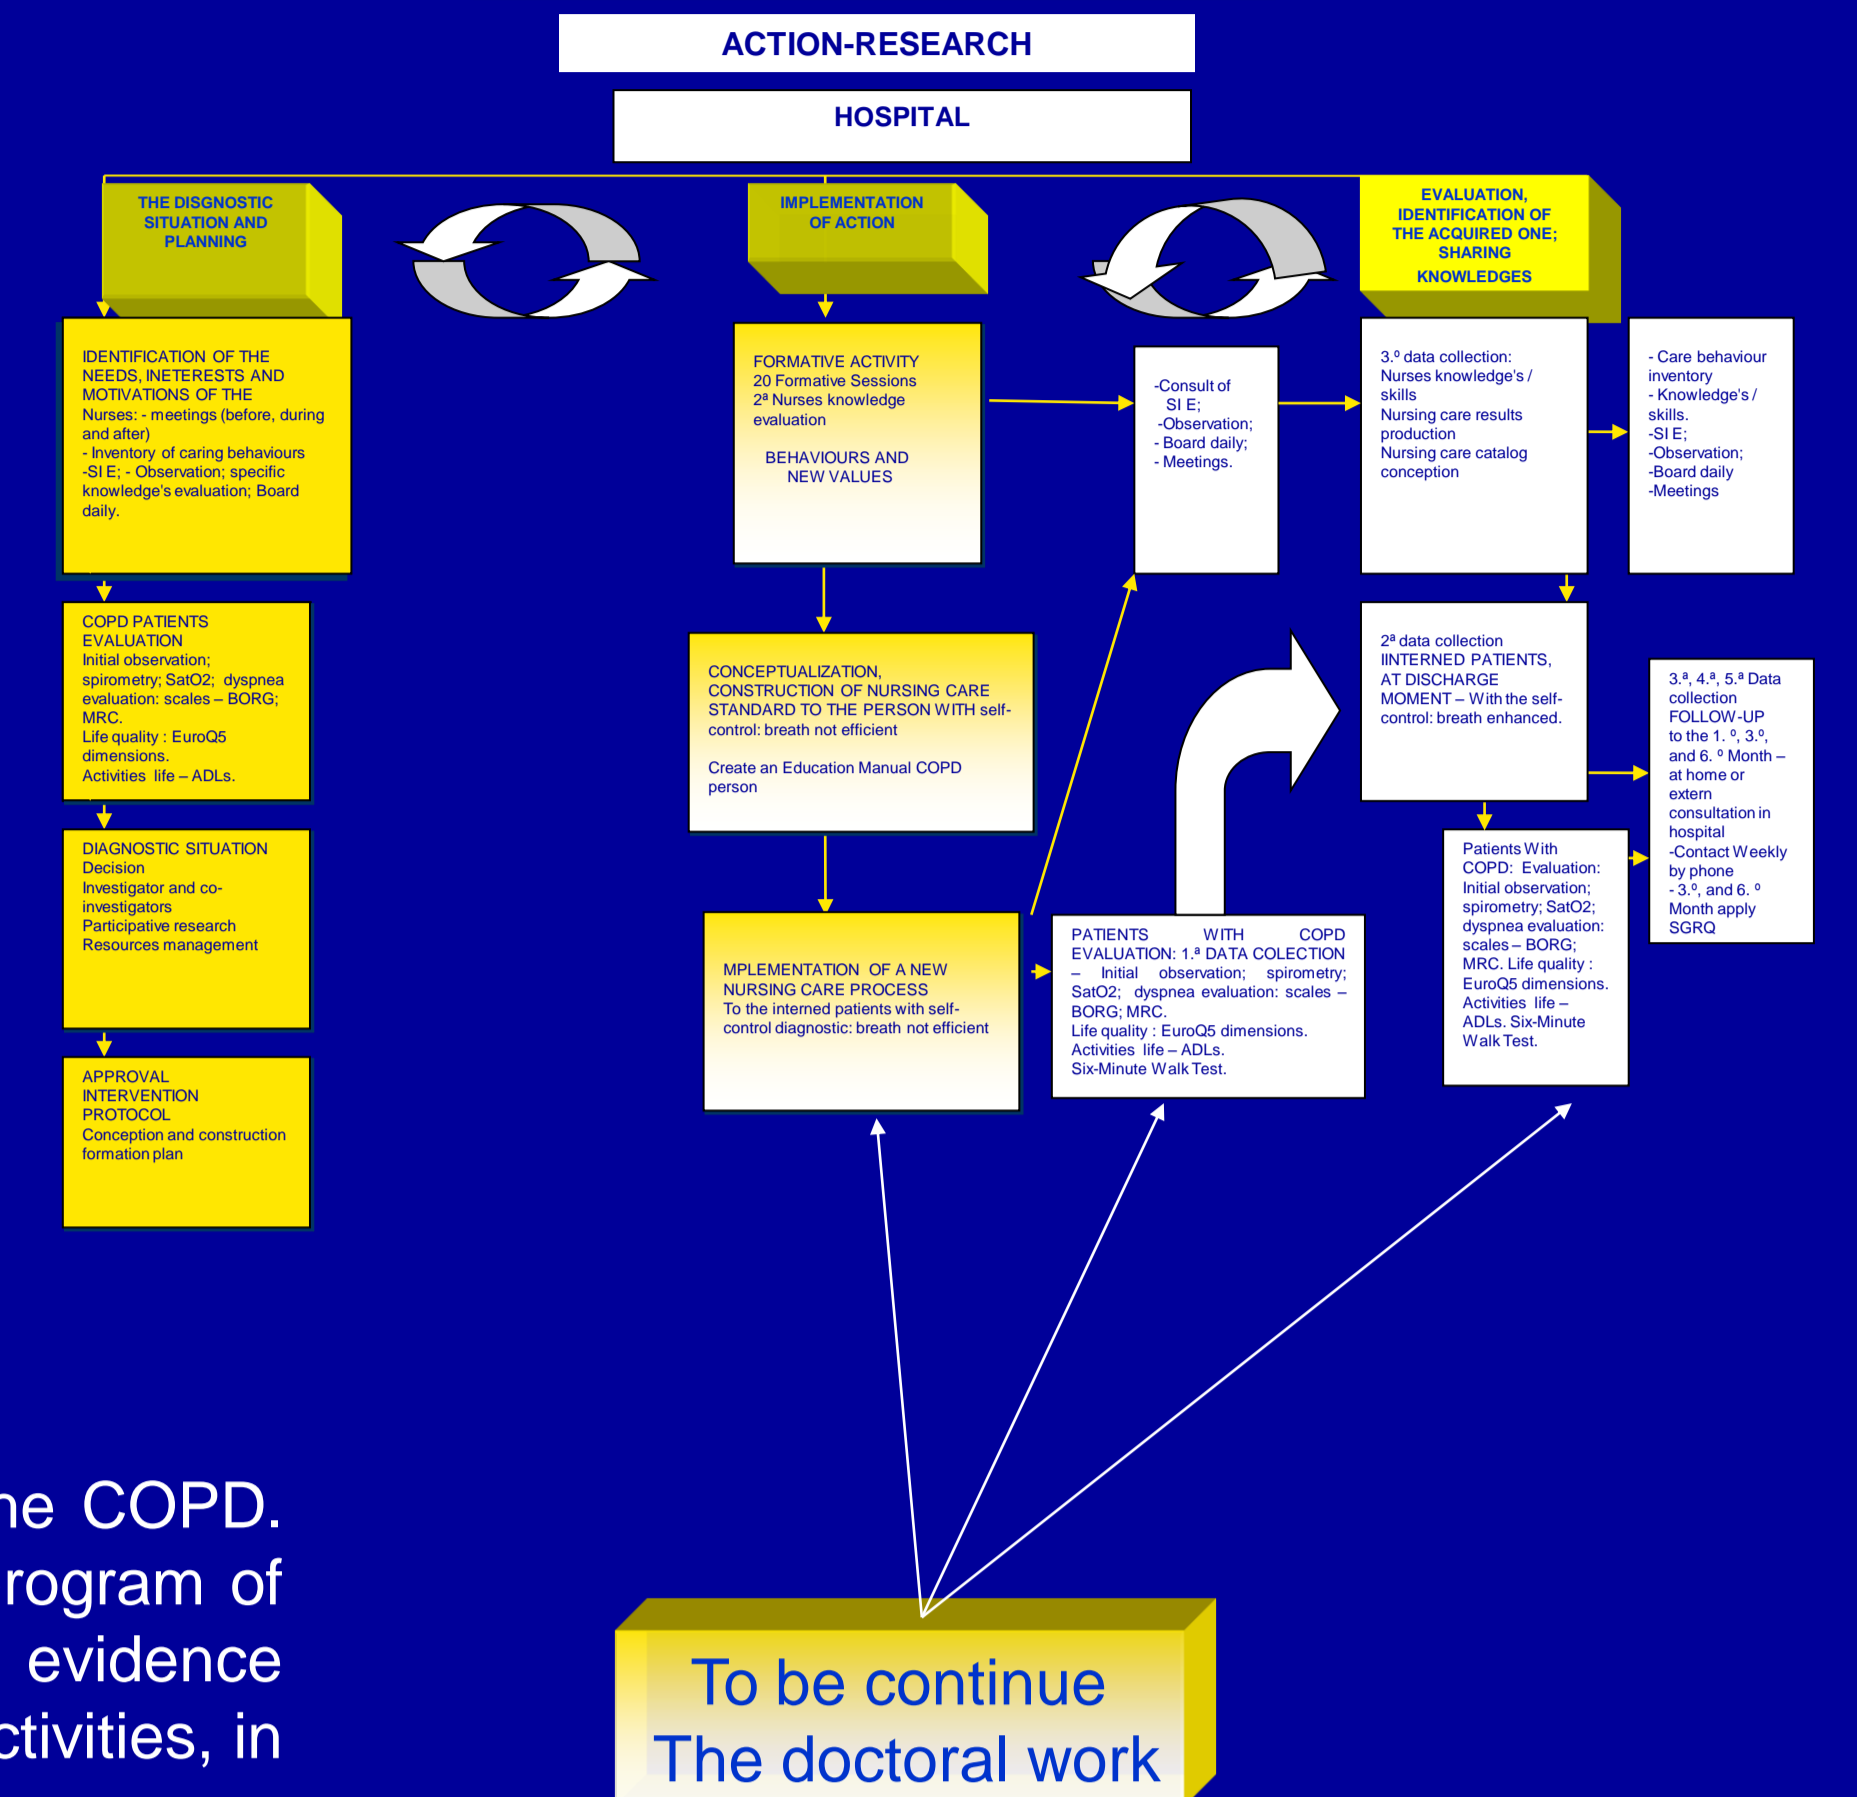 ACTION-RESEARCH
HOSPITAL
THE DISGNOSTIC
SITUATION AND
PLANNING
IMPLEMENTATION
OF ACTION
EVALUATION,
IDENTIFICATION OF
THE ACQUIRED ONE;
SHARING
KNOWLEDGES
IDENTIFICATION OF THE
NEEDS, INETERESTS AND
MOTIVATIONS OF THE
Nurses: - meetings (before, during
and after)
- Inventory of caring behaviours
-SI E; - Observation; specific
knowledge's evaluation; Board
daily.
COPD PATIENTS
EVALUATION
Initial observation;
spirometry; SatO2; dyspnea
evaluation: scales – BORG;
MRC.
Life quality : EuroQ5
dimensions.
Activities life – ADLs.
DIAGNOSTIC SITUATION
Decision
Investigator and co-
investigators
Participative research
Resources management
APPROVAL
INTERVENTION
PROTOCOL
Conception and construction
formation plan
FORMATIVE ACTIVITY
20 Formative Sessions
2ª Nurses knowledge
evaluation
BEHAVIOURS AND
NEW VALUES
CONCEPTUALIZATION,
CONSTRUCTION OF NURSING CARE
STANDARD TO THE PERSON WITH self-
control: breath not efficient
Create an Education Manual COPD
person
MPLEMENTATION OF A NEW
NURSING CARE PROCESS
To the interned patients with self-
control diagnostic: breath not efficient
-Consult of
SI E;
-Observation;
- Board daily;
- Meetings.
PATIENTS WITH COPD
EVALUATION: 1.ª DATA COLECTION
– Initial observation; spirometry;
SatO2; dyspnea evaluation: scales –
BORG; MRC.
Life quality : EuroQ5 dimensions.
Activities life – ADLs.
Six-Minute Walk Test.
3.º data collection:
Nurses knowledge's /
skills
Nursing care results
production
Nursing care catalog
conception
- Care behaviour
inventory
- Knowledge's /
skills.
-SI E;
-Observation;
-Board daily
-Meetings
2ª data collection
IINTERNED PATIENTS,
AT DISCHARGE
MOMENT – With the self-
control: breath enhanced.
3.ª, 4.ª, 5.ª Data
collection
FOLLOW-UP
to the 1. º, 3.º,
and 6. º Month –
at home or
extern
consultation in
hospital
-Contact Weekly
by phone
- 3.º, and 6. º
Month apply
SGRQ
Patients With
COPD: Evaluation:
Initial observation;
spirometry; SatO2;
dyspnea evaluation:
scales – BORG;
MRC. Life quality :
EuroQ5 dimensions.
Activities life –
ADLs. Six-Minute
Walk Test.
COPD.
of
evidence
in
To be continue
The doctoral work